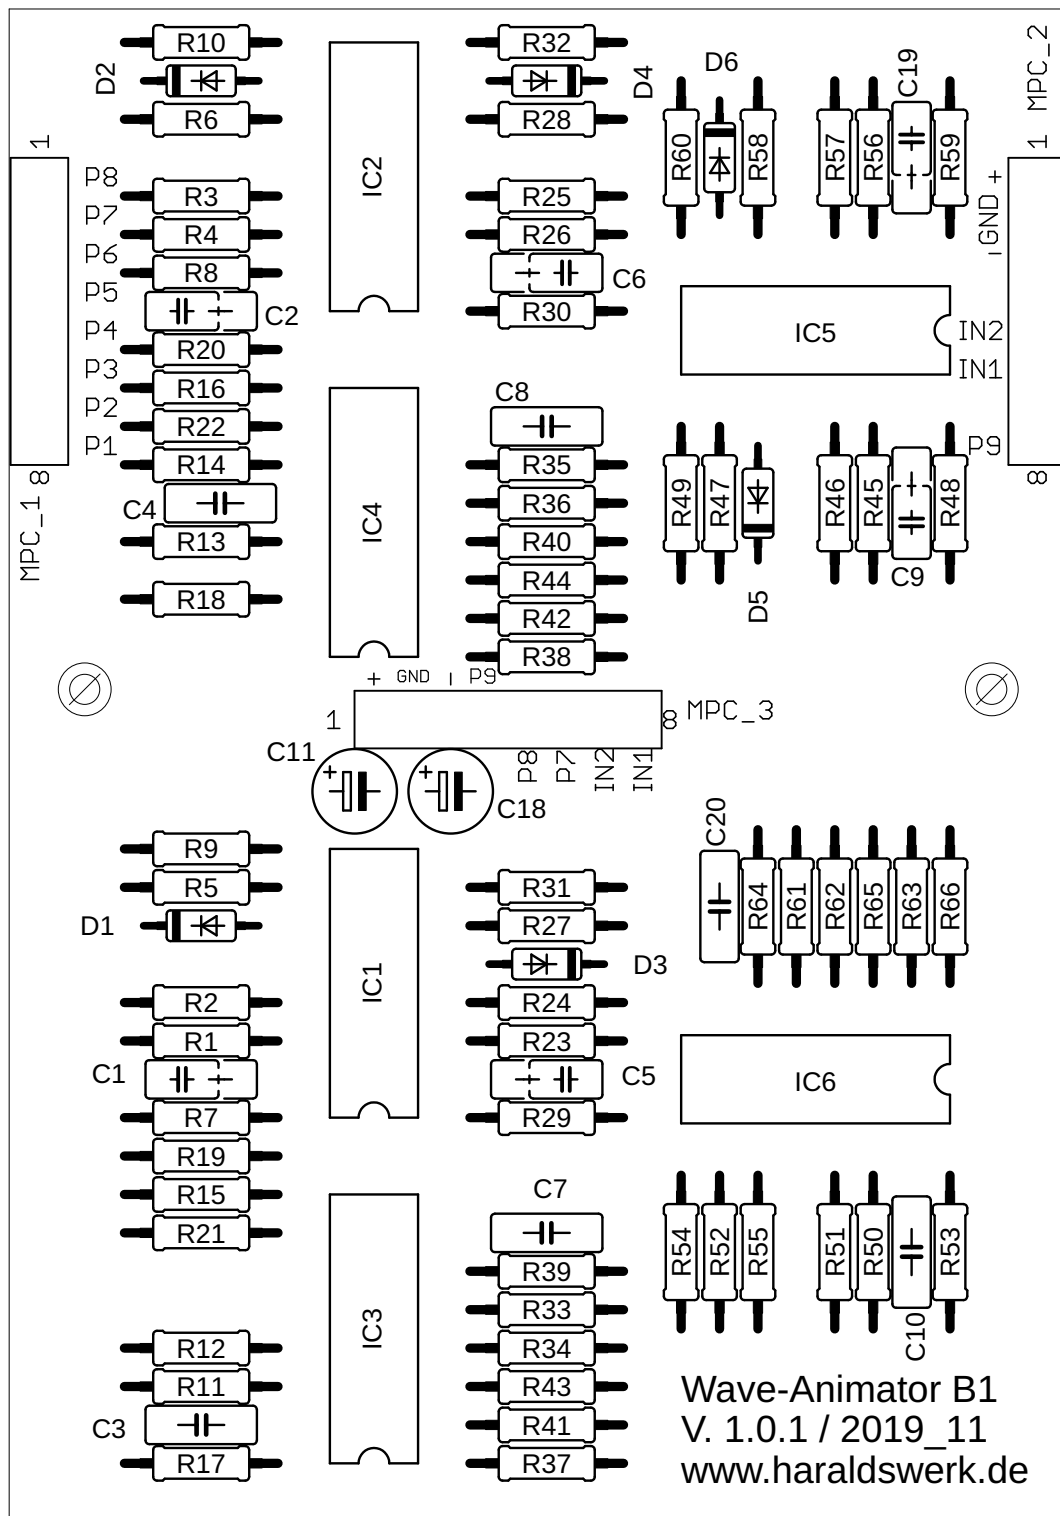 R10
D2
R6
1
P8
P7
P6
P5
P4
P3
P2
P1
8
MPC_1
R3
R4
R8
C2
R20
R16
R22
R14
C4
R13
R18
IC2
IC4
R32
D4
R28
R25
R26
C6
R30
C8
R35
R36
R40
R44
R42
R38
D6
R60
R58
R57
R56
C19
R59
MPC_2
1
+
GND
-
IC5
IN2
IN1
P9
8
R49
R47
D5
R46
R45
C9
R48
+ GND - P9
1
8
MPC_3
P8
P7
IN2
IN1
C11
+
+
C18
R9
R5
D1
R2
R1
C1
R7
R19
R15
R21
R12
R11
C3
R17
IC1
IC3
R31
R27
D3
R24
R23
C5
R29
C7
R39
R33
R34
R43
R41
R37
C20
R64
R61
R62
R65
R63
R66
IC6
R54
R52
R55
R51
R50
C10
R53
Wave-Animator B1
V. 1.0.1 / 2019_11
www.haraldswerk.de